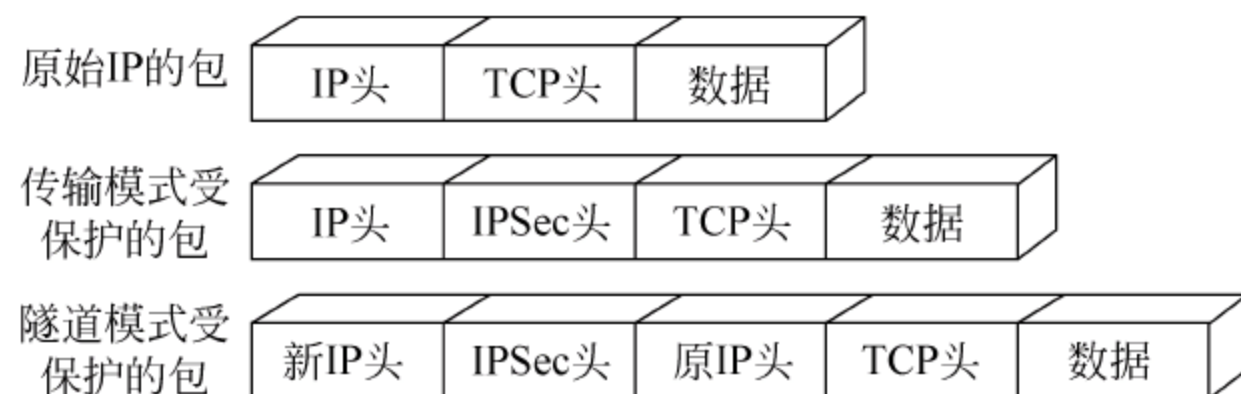 原始IP的包 IP头 TCP头 数据
传输模式受
保护的包 IP头 IPSec头 TCP头 数据
隧道模式受
保护的包 新IP头 IPSec头 原IP头 TCP头 数据